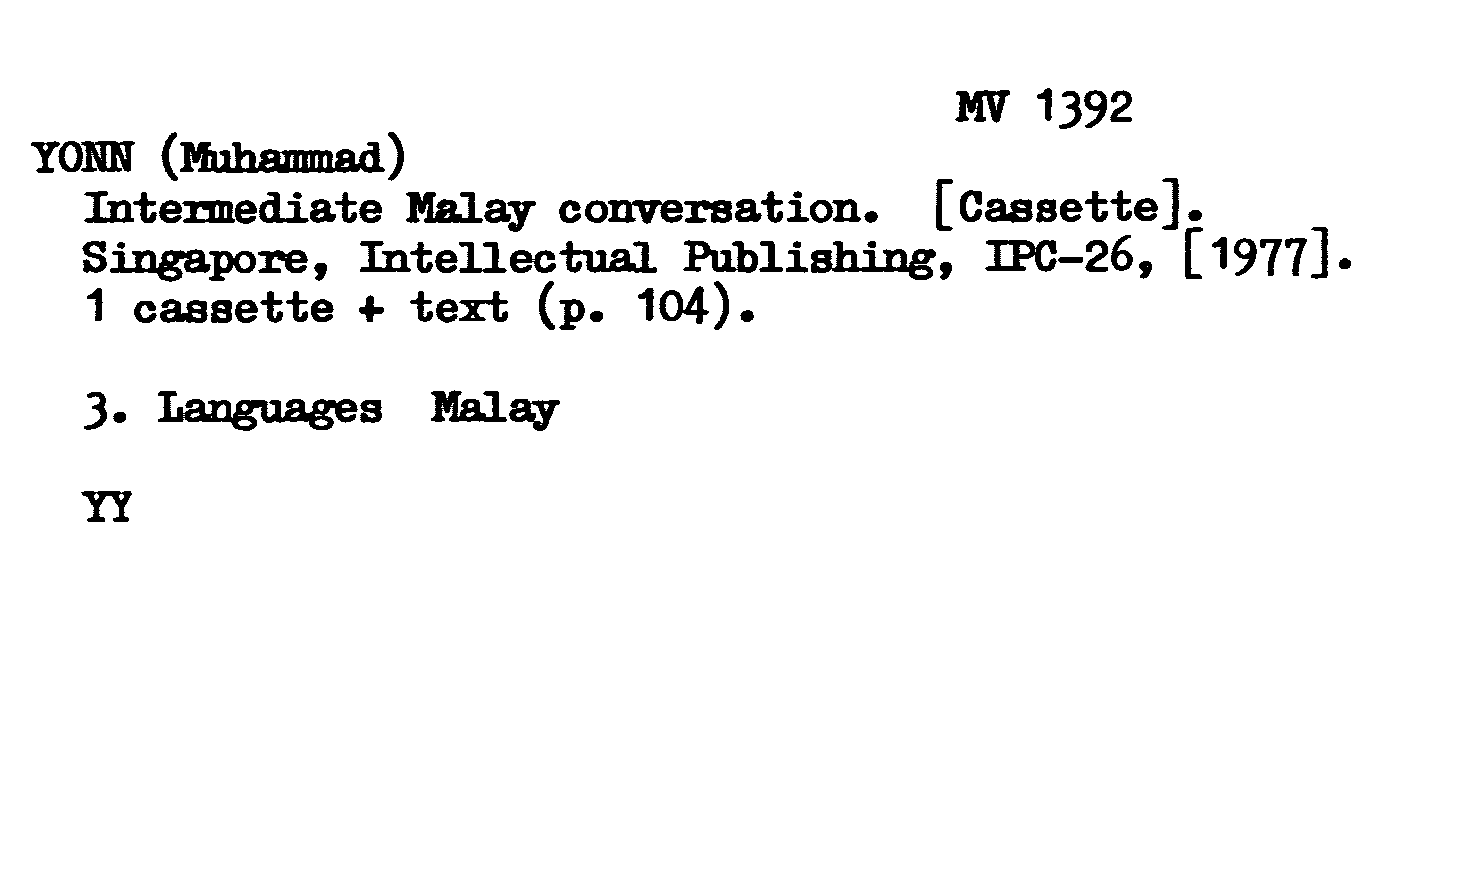 MV 1392
YONN (Muhammad)
Intermediate Malay conversation. [Cassette].
Singapore, Intellectual Publishing, IPC-26, [1977].
1 cassette + text (p. 104).
3. Languages Malay
YY